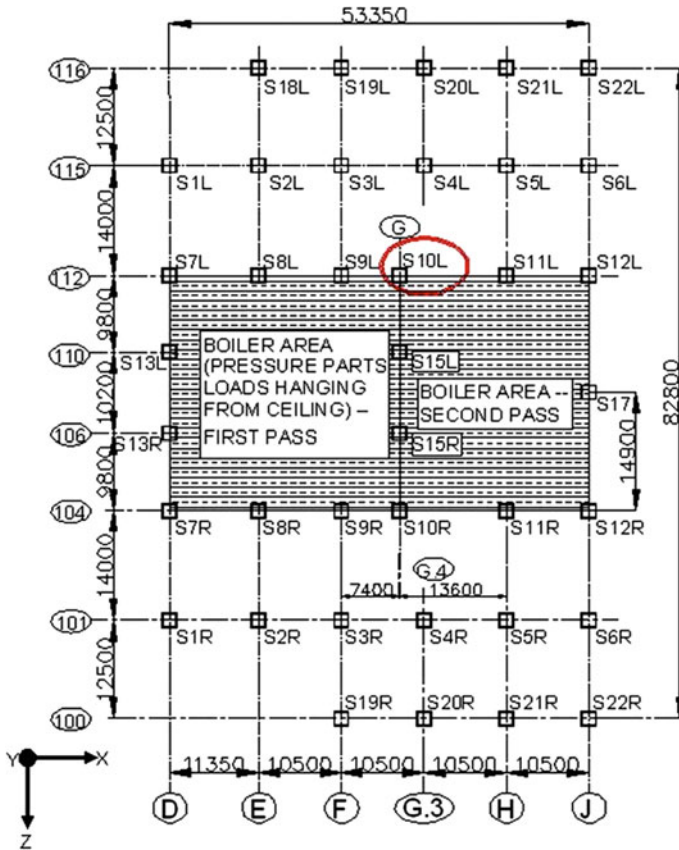 53350
116
S18L S19L S20L S21L S22L
12500
115
S1L S2L S3L S4L S5L S6L
14000
G
S7L S8L S9L S10L S11L S12L
112
9800
BOILER AREA
(PRESSURE PARTS
LOADS HANGING
FROM CEILING) –
FIRST PASS
110
S13L
S15L
BOILER AREA --
SECOND PASS
10200
S17
82800
106
S13R
S15R
14900
9800
104
S7R S8R S9R S10R S11R S12R
14000
G.4
7400 13600
101
S1R S2R S3R S4R S5R S6R
12500
S19R S20R S21R S22R
100
Y X
Z
11350 10500 10500 10500 10500
D E F G.3 H J